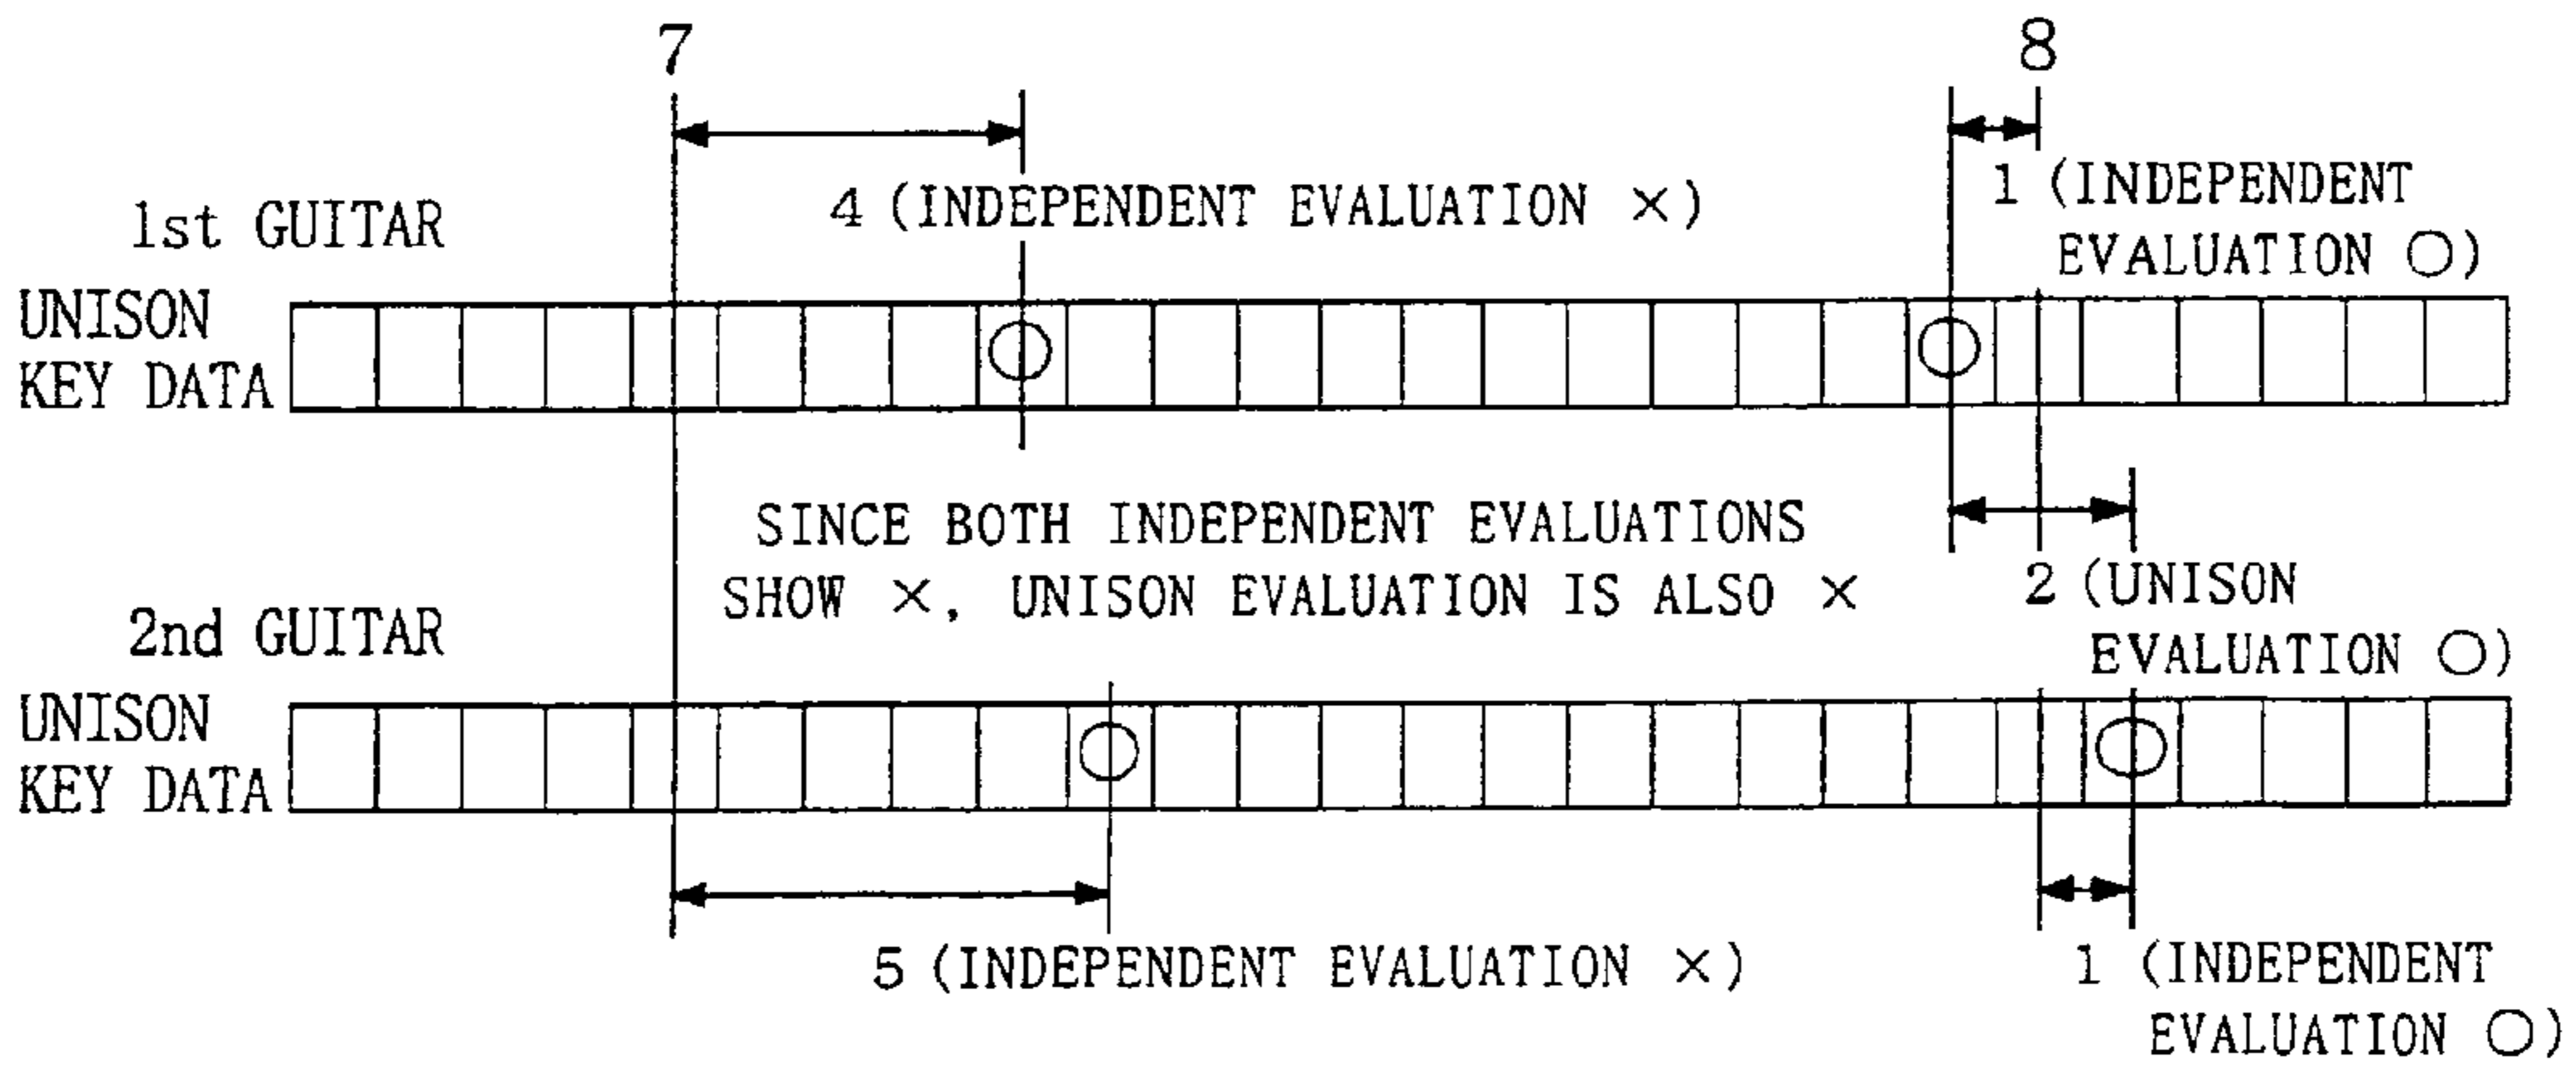 7
8
4 (INDEPENDENT EVALUATION ×)
1 (INDEPENDENT
EVALUATION ○)
1st GUITAR
UNISON
KEY DATA
SINCE BOTH INDEPENDENT EVALUATIONS
SHOW ×, UNISON EVALUATION IS ALSO ×
2 (UNISON
EVALUATION ○)
2nd GUITAR
UNISON
KEY DATA
5 (INDEPENDENT EVALUATION ×)
1 (INDEPENDENT
EVALUATION ○)